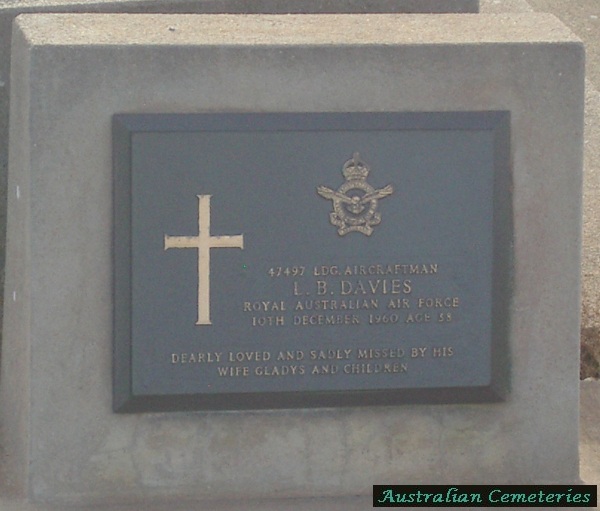 47497 LDG. AIRCRAFTMAN
L. B. DAVIES
ROYAL AUSTRALIAN AIR FORCE
10TH DECEMBER 1960 AGE 58
DEARLY LOVED AND SADLY MISSED BY HIS
WIFE GLADYS AND CHILDREN
Australian Cemeteries